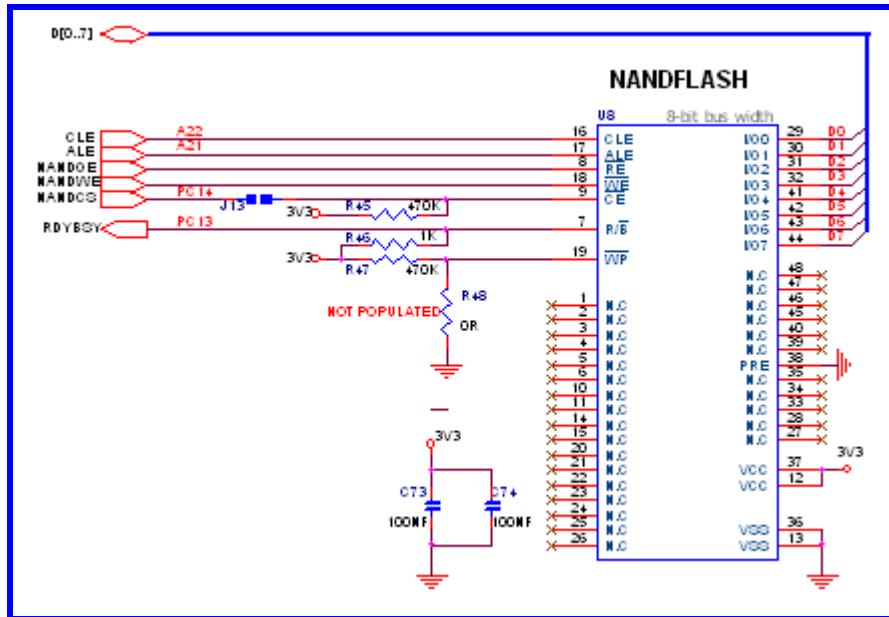 D[0..7]
NANDFLASH
U8 8-bit bus width
CLE A22 16 CLE I/O0 29 D0
ALE A21 17 ALE I/O1 30 D1
NANDOE 8 RE I/O2 31 D2
NANDWE 18 WE I/O3 32 D3
NANDCS PC14 9 CE I/O4 41 D4
J13 3V3 R45 470K I/O5 42 D5
RDYBSY PC13 7 R/B I/O6 43 D6
R46 1K I/O7 44 D7
3V3 R47 470K 19 WP
N.C 48
N.C 47
R48
NOT POPULATED
0R
1 N.C N.C 46
2 N.C N.C 45
3 N.C N.C 40
4 N.C N.C 39
5 N.C PRE 38
6 N.C N.C 35
10 N.C N.C 34
11 N.C N.C 33
14 N.C N.C 28
15 N.C N.C 27
3V3
3V3
20 N.C
21 N.C VCC 37
22 N.C VCC 12
23 N.C
24 N.C
25 N.C VSS 36
26 N.C VSS 13
C73 C74
100NF 100NF